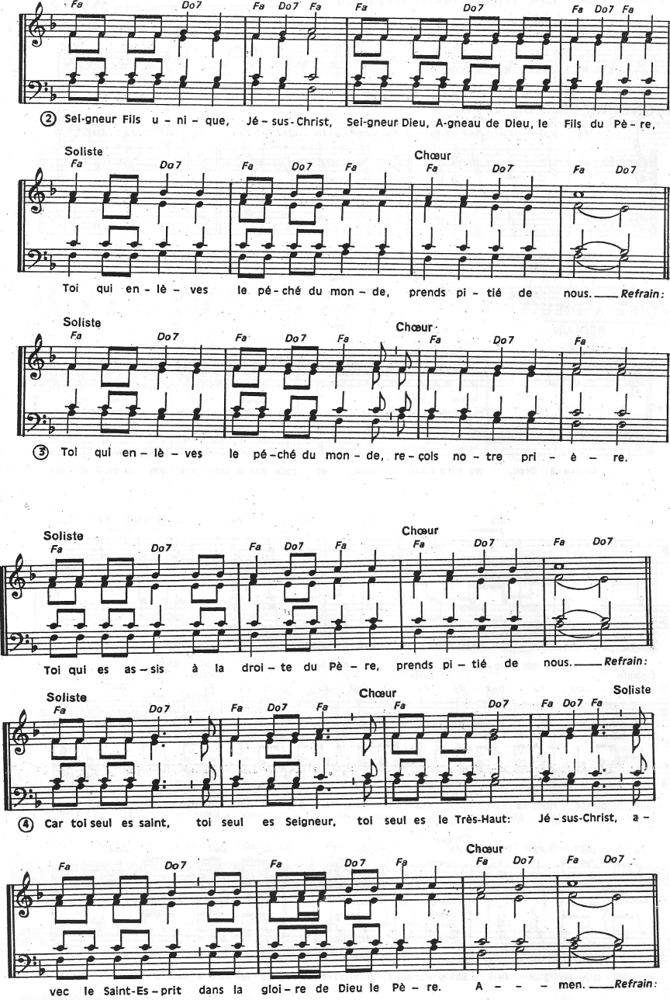 Fa Do7 Fa Do7 Fa Fa Do7 Fa Do7 Fa
② Sei-gneur Fils u - ni - que, Jé - sus - Christ, Sei-gneur Dieu, A-gneau de Dieu, le Fils du Pè - re,
Soliste Chœur
Fa Do7 Fa Do7 Fa Fa Do7 Fa Do7
Toi qui en - lè - ves le pé-ché du mon - de, prends pi - tié de nous. Refrain:
Soliste Chœur
Fa Do7 Fa Do7 Fa Fa Do7 Fa
③ Toi qui en - lè - ves le pé-ché du mon - de, re-çois no - tre pri - è - re.
Soliste Chœur
Fa Do7 Fa Do7 Fa Fa Do7 Fa Do7
Toi qui es as - sis à la droi - te du Pè - re, prends pi - tié de nous. Refrain:
Soliste Chœur Soliste
Fa Do7 Fa Do7 Fa Fa Do7 Fa Do7 Fa
④ Car toi seul es saint, toi seul es Seigneur, toi seul es le Très-Haut: Jé - sus-Christ, a -
Chœur
Fa Do7 Fa Do7 Fa Fa Do7 Fa Do7
vec le Saint-Es - prit dans la gloi - re de Dieu le Pè - re. A - - - men. Refrain: